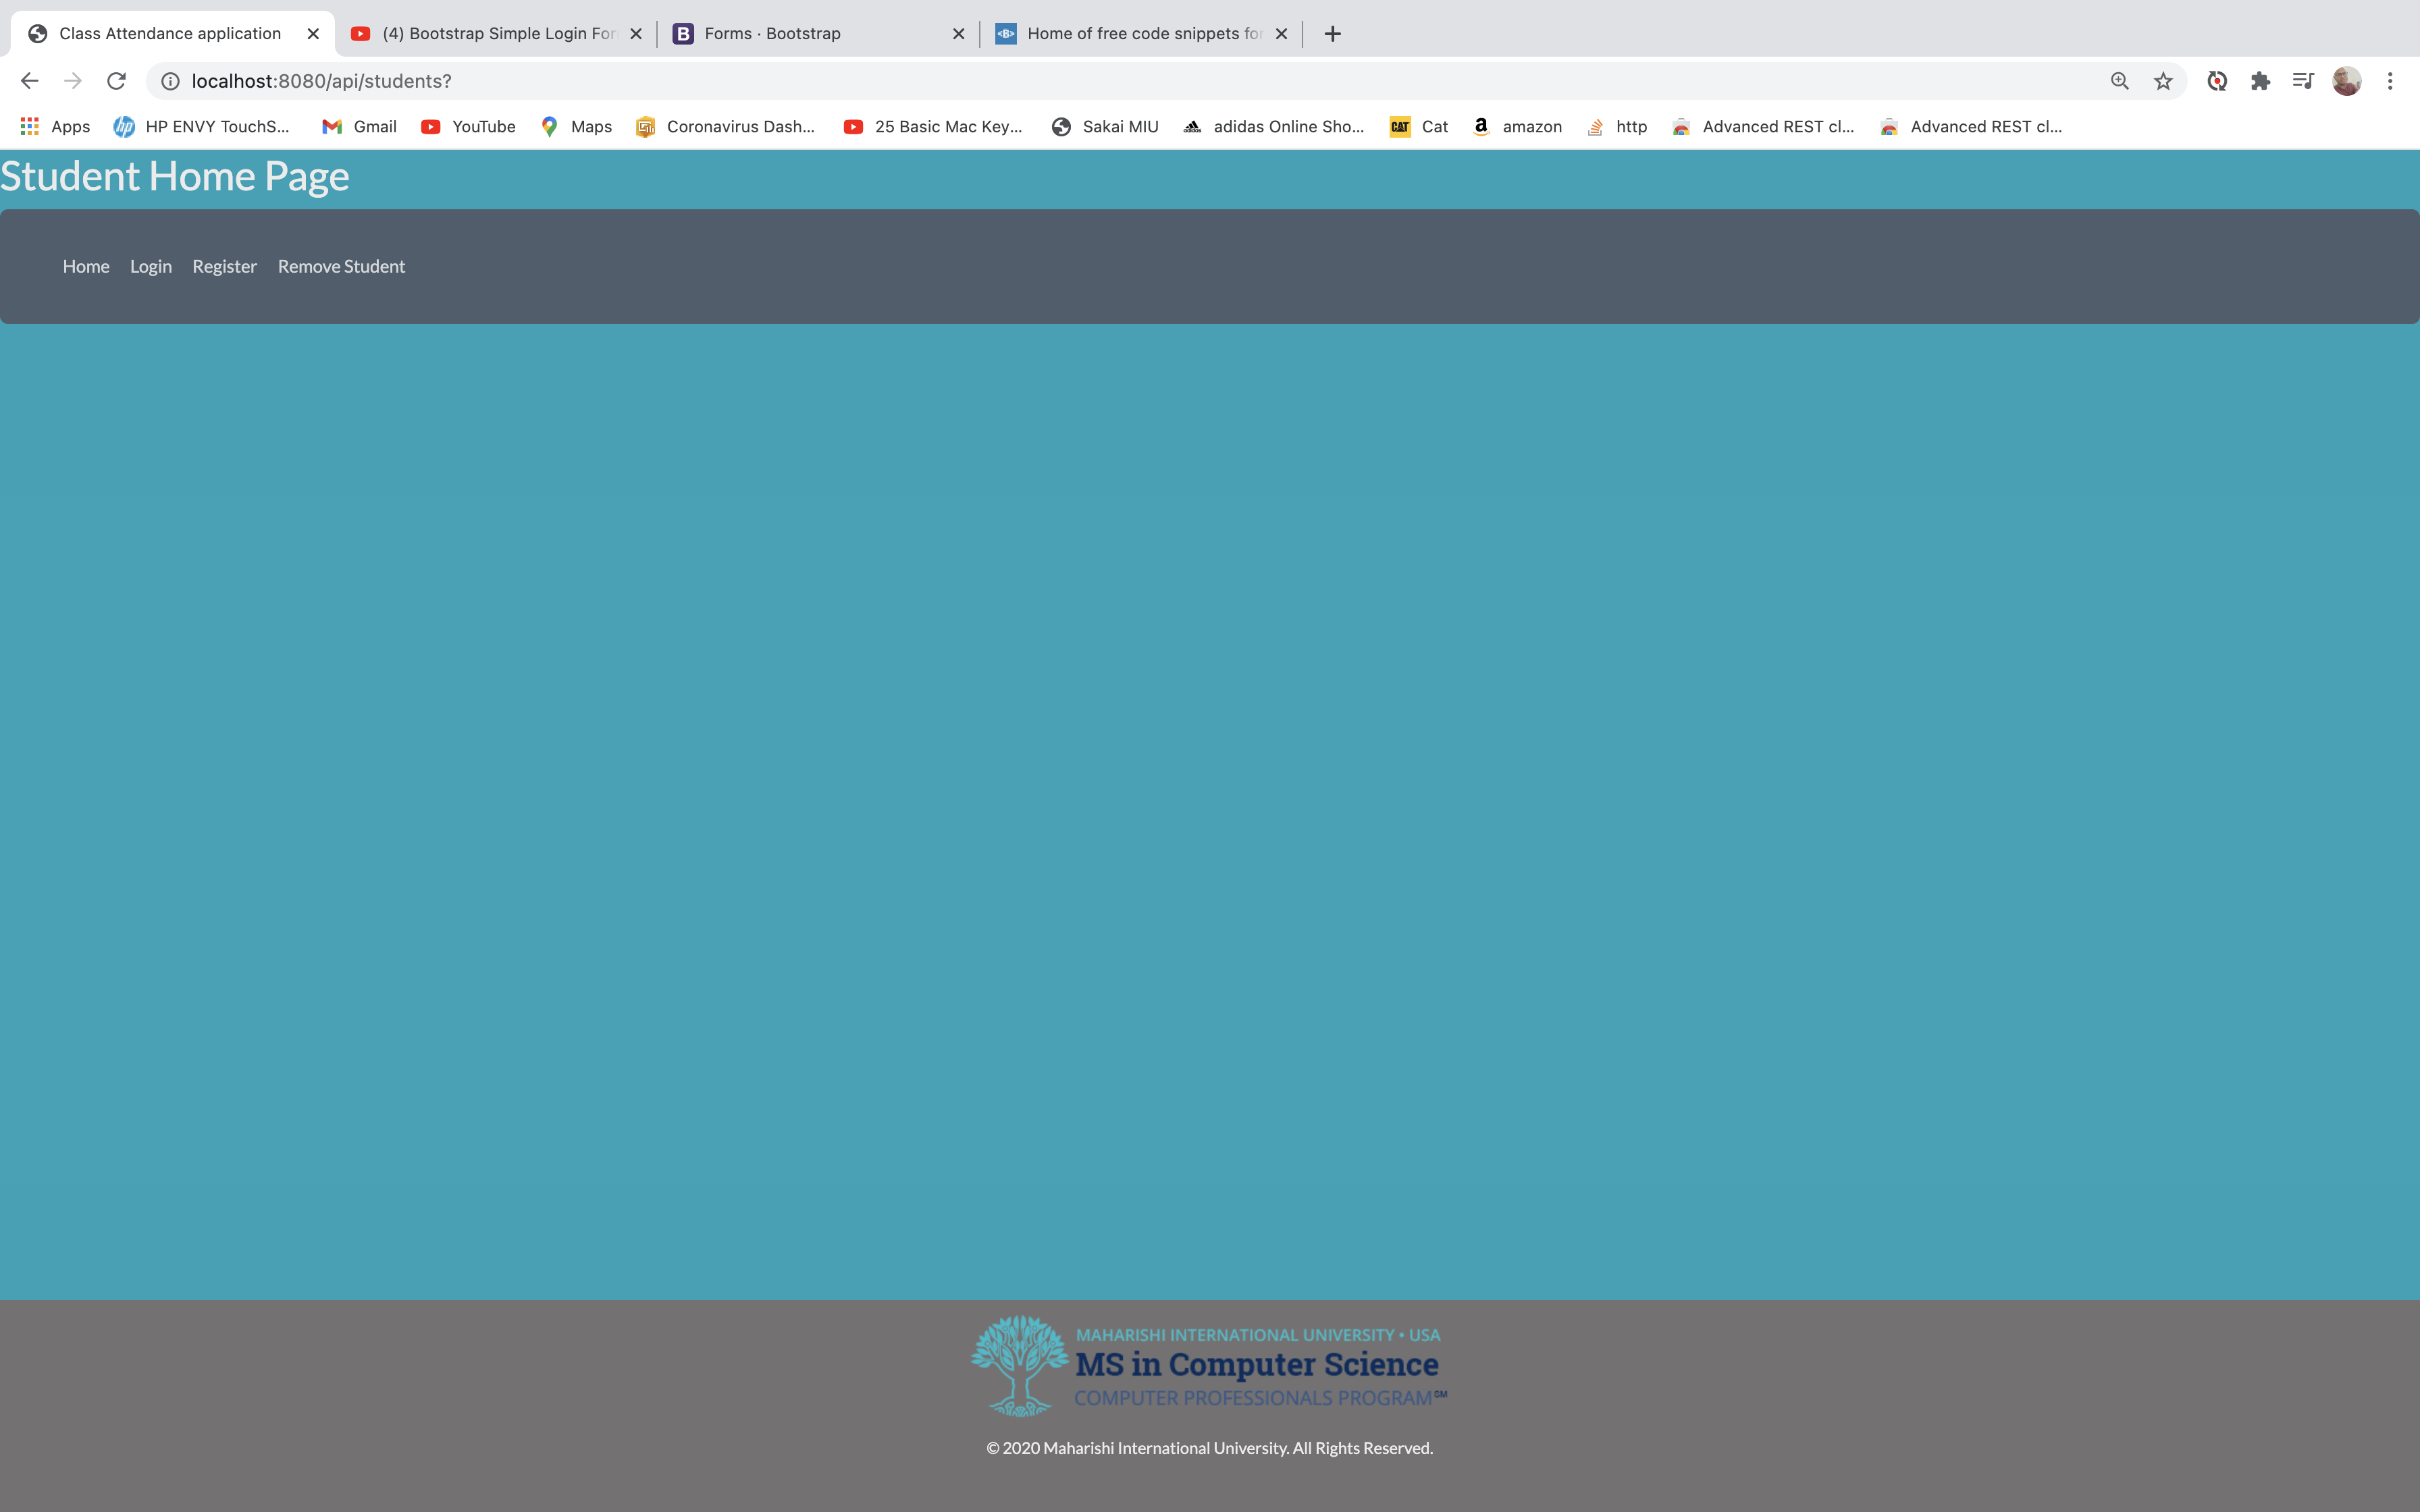 Class Attendance application
(4) Bootstrap Simple Login For
Forms · Bootstrap
Home of free code snippets for
localhost:8080/api/students?
Apps
HP ENVY TouchS...
Gmail
YouTube
Maps
Coronavirus Dash...
25 Basic Mac Key...
Sakai MIU
adidas Online Sho...
CAT
Cat
amazon
http
Advanced REST cl...
Advanced REST cl...
Student Home Page
Home Login Register Remove Student
MAHARISHI INTERNATIONAL UNIVERSITY • USA
MS in Computer Science
COMPUTER PROFESSIONALS PROGRAM℠
© 2020 Maharishi International University. All Rights Reserved.